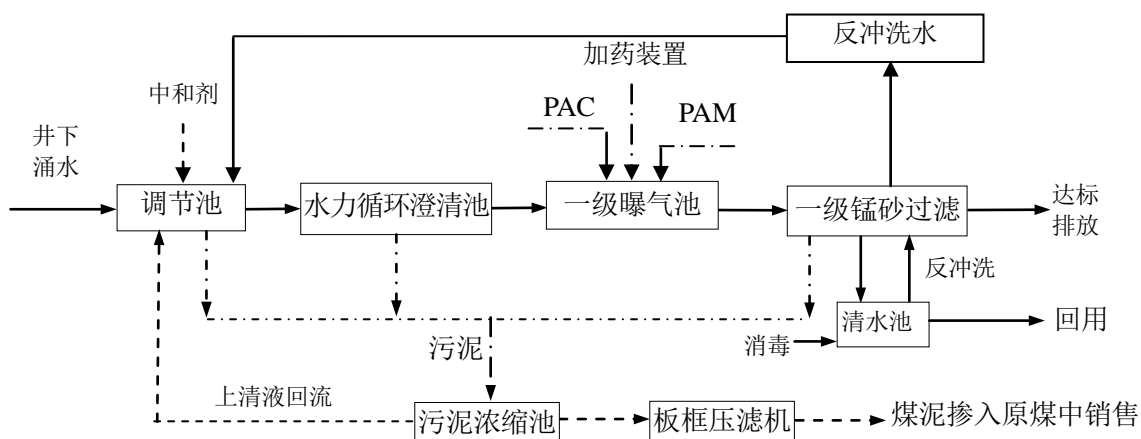 反冲洗水
加药装置
中和剂
PAC
PAM
井下
涌水
调节池
水力循环澄清池
一级曝气池
一级锰砂过滤
达标
排放
反冲洗
清水池
回用
消毒
污泥
上清液回流
污泥浓缩池
板框压滤机
煤泥掺入原煤中销售